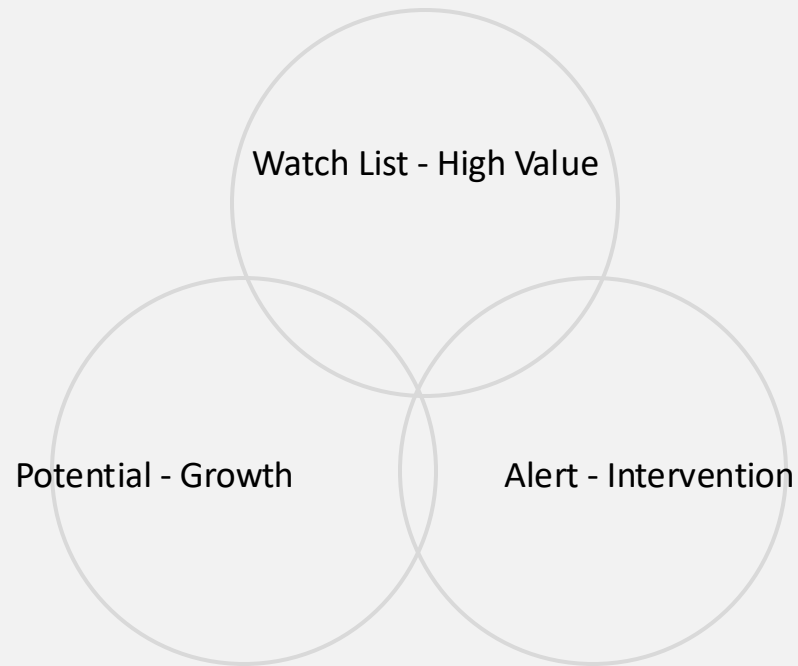 Watch List - High Value
Potential - Growth
Alert - Intervention